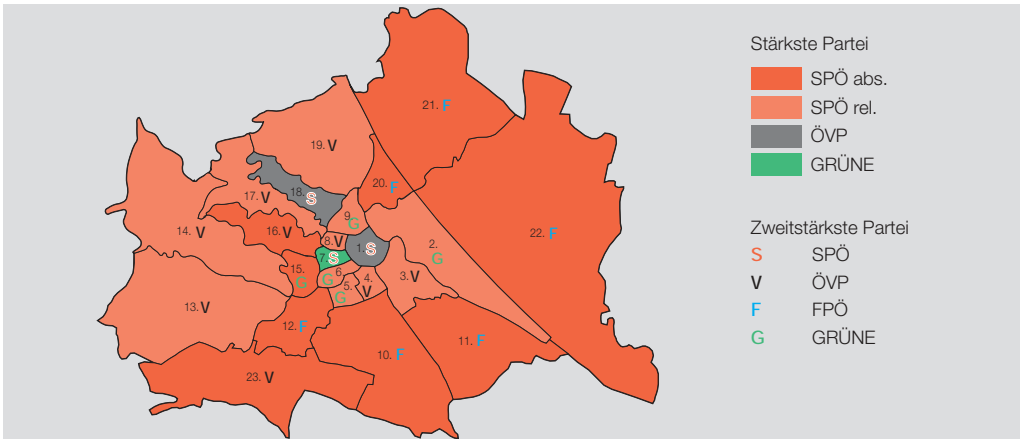 Stärkste Partei
SPÖ abs.
SPÖ rel.
ÖVP
GRÜNE
Zweitstärkste Partei
S SPÖ
V ÖVP
F FPÖ
G GRÜNE
21. F
19. V
20. F
18. S
17. V
9. G
14. V
16. V
8. V
1. S
2. G
22. F
7. S
15. G
6. G
5. G
4. V
3. V
13. V
12. F
11. F
10. F
23. V